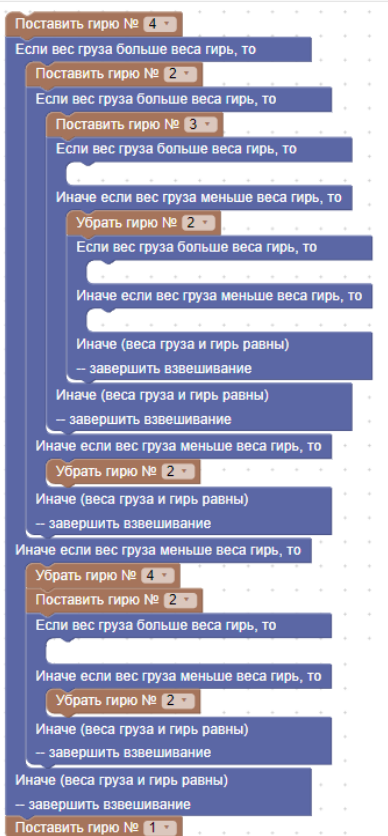 Поставить гирю № 4
Если вес груза больше веса гирь, то
Поставить гирю № 2
Если вес груза больше веса гирь, то
Поставить гирю № 3
Если вес груза больше веса гирь, то
Иначе если вес груза меньше веса гирь, то
Убрать гирю № 2
Если вес груза больше веса гирь, то
Иначе если вес груза меньше веса гирь, то
Иначе (веса груза и гирь равны)
-- завершить взвешивание
Иначе (веса груза и гирь равны)
-- завершить взвешивание
Иначе если вес груза меньше веса гирь, то
Убрать гирю № 2
Иначе (веса груза и гирь равны)
-- завершить взвешивание
Иначе если вес груза меньше веса гирь, то
Убрать гирю № 4
Поставить гирю № 2
Если вес груза больше веса гирь, то
Иначе если вес груза меньше веса гирь, то
Убрать гирю № 2
Иначе (веса груза и гирь равны)
-- завершить взвешивание
Иначе (веса груза и гирь равны)
-- завершить взвешивание
Поставить гирю № 1